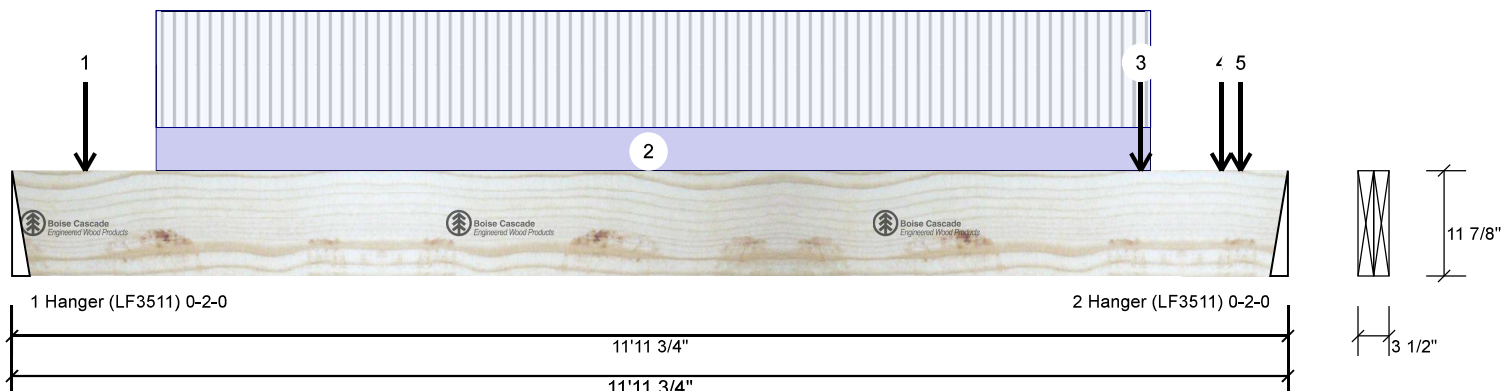 1
3
4
5
2
Boise Cascade
Engineered Wood Products
Boise Cascade
Engineered Wood Products
Boise Cascade
Engineered Wood Products
11 7/8"
1 Hanger (LF3511) 0-2-0
2 Hanger (LF3511) 0-2-0
11'11 3/4"
3 1/2"
11'11 3/4"